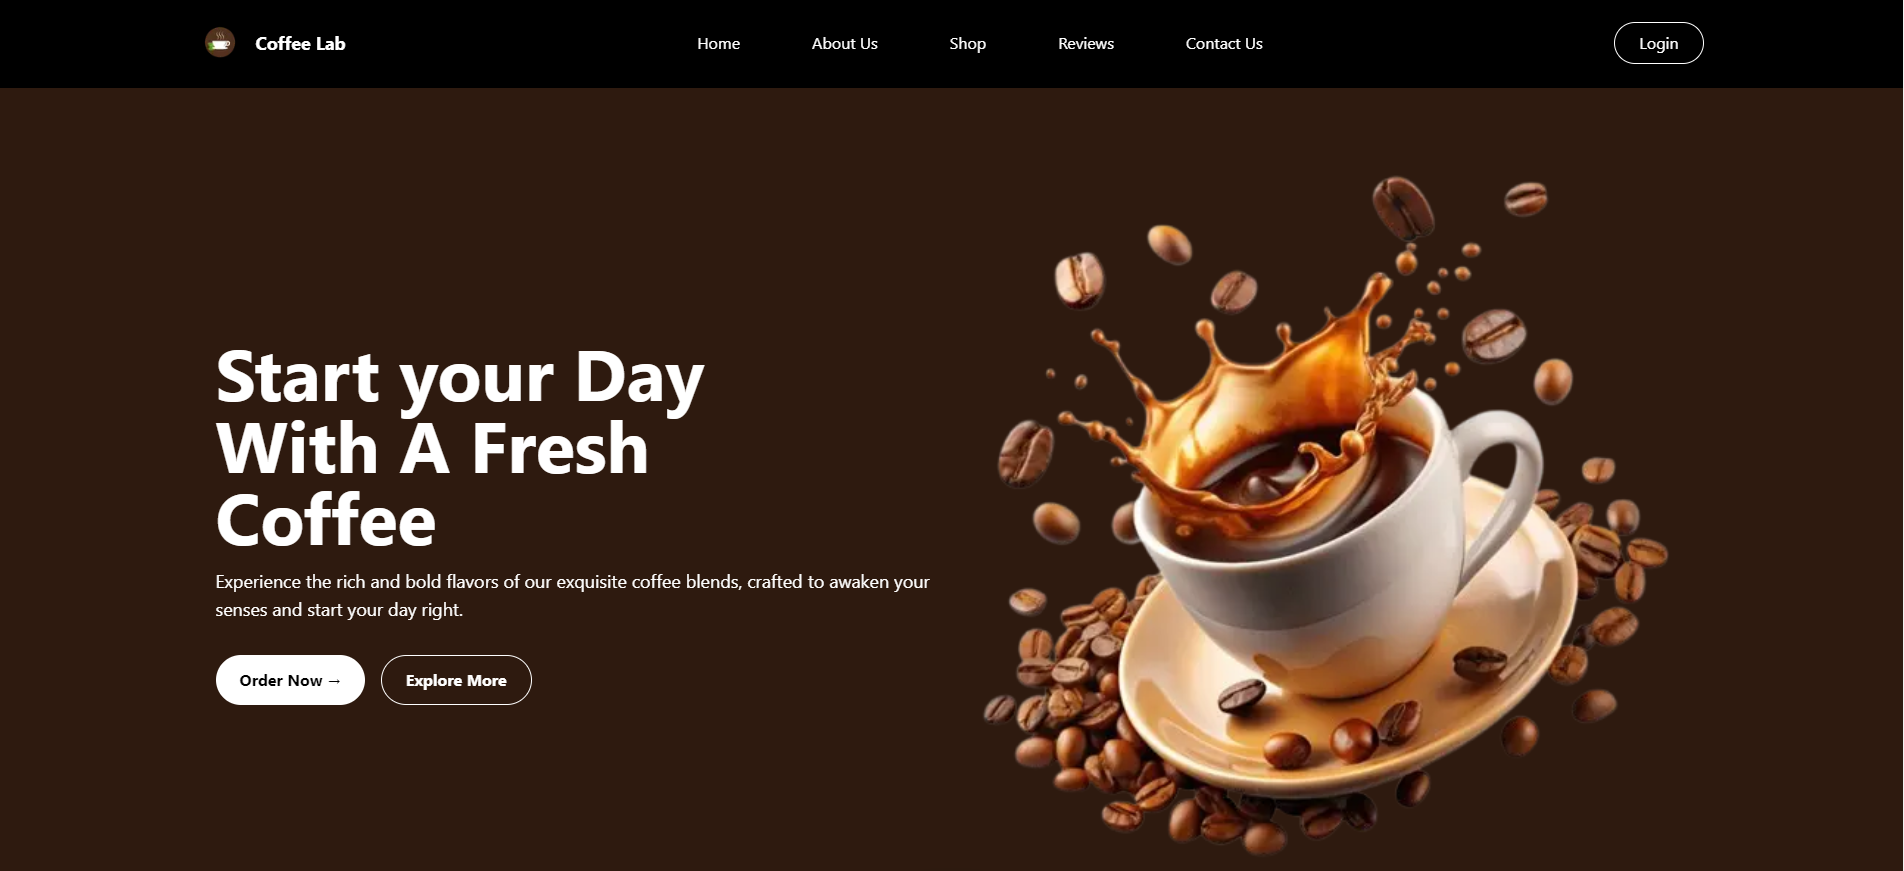 Coffee Lab
Home
About Us
Shop
Reviews
Contact Us
Login
Start your Day
With A Fresh
Coffee
Experience the rich and bold flavors of our exquisite coffee blends, crafted to awaken your
senses and start your day right.
Order Now →
Explore More